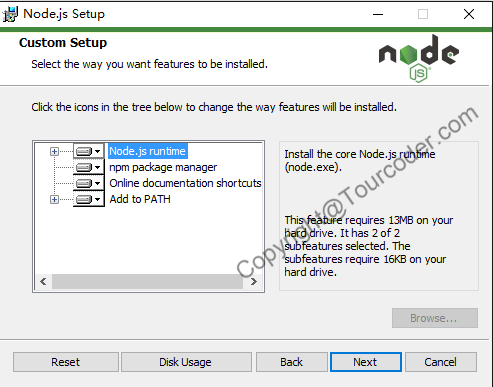 Node.js Setup
Custom Setup
Select the way you want features to be installed.
node
JS
Click the icons in the tree below to change the way features will be installed.
Node.js runtime
npm package manager
Online documentation shortcuts
Add to PATH
Install the core Node.js runtime
(node.exe).
This feature requires 13MB on your
hard drive. It has 2 of 2
subfeatures selected. The
subfeatures require 16KB on your
hard drive.
Copyright@Tourcoder.com
Browse...
Reset
Disk Usage
Back
Next
Cancel